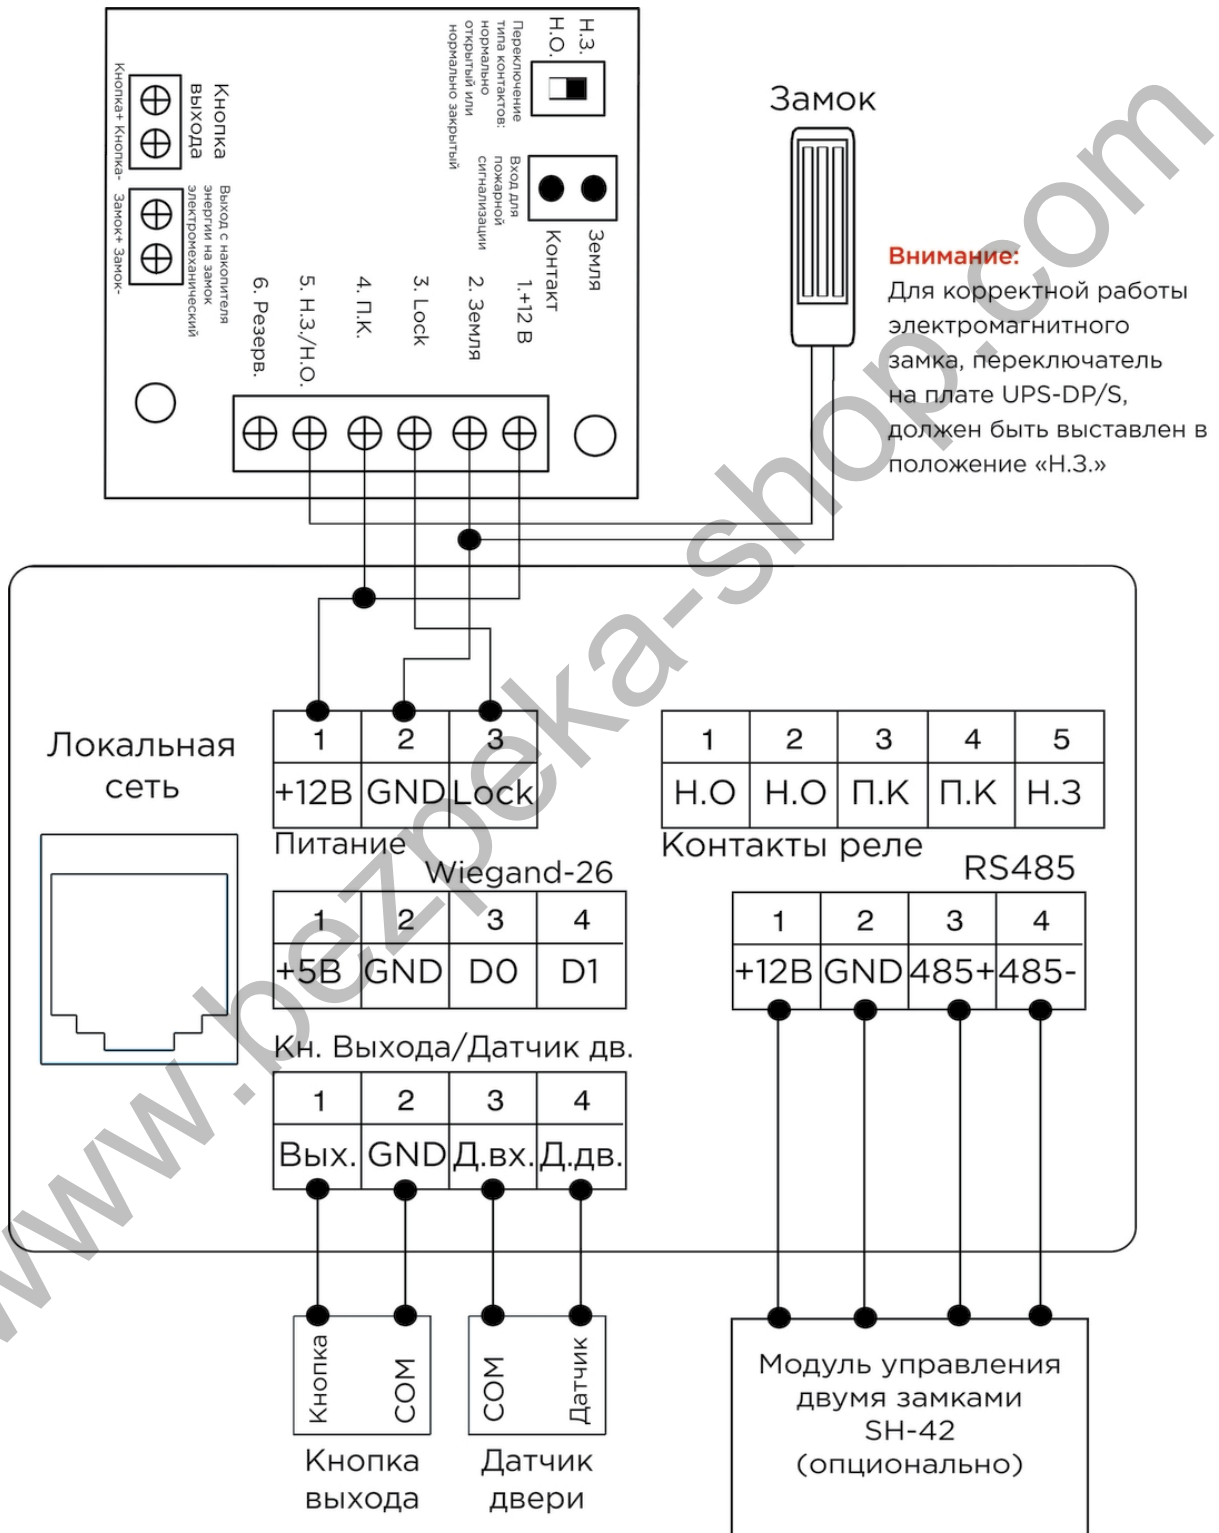 Н.З.
Н.О.
Переключение
типа контактов:
нормально
открытый или
нормально закрытый
Кнопка
выхода
Кнопка+ Кнопка-
Выход с накопителя
энергии на замок
электромеханический
Замок+ Замок-
Вход для
пожарной
сигнализации
Земля
Контакт
6. Резерв.
5. Н.З./Н.О.
4. П.К.
3. Lock
2. Земля
1.+12 В
Замок
Внимание:
Для корректной работы
электромагнитного
замка, переключатель
на плате UPS-DP/S,
должен быть выставлен в
положение «Н.З.»
Локальная
сеть
1 2 3
+12В GND Lock
Питание
1 2 3 4 5
Н.О Н.О П.К П.К Н.З
Контакты реле
Wiegand-26
1 2 3 4
+5В GND D0 D1
RS485
1 2 3 4
+12В GND 485+ 485-
Кн. Выхода/Датчик дв.
1 2 3 4
Вых. GND Д.вх. Д.дв.
Кнопка COM
COM Датчик
Кнопка
выхода
Датчик
двери
Модуль управления
двумя замками
SH-42
(опционально)
www.bezpeka-shop.com